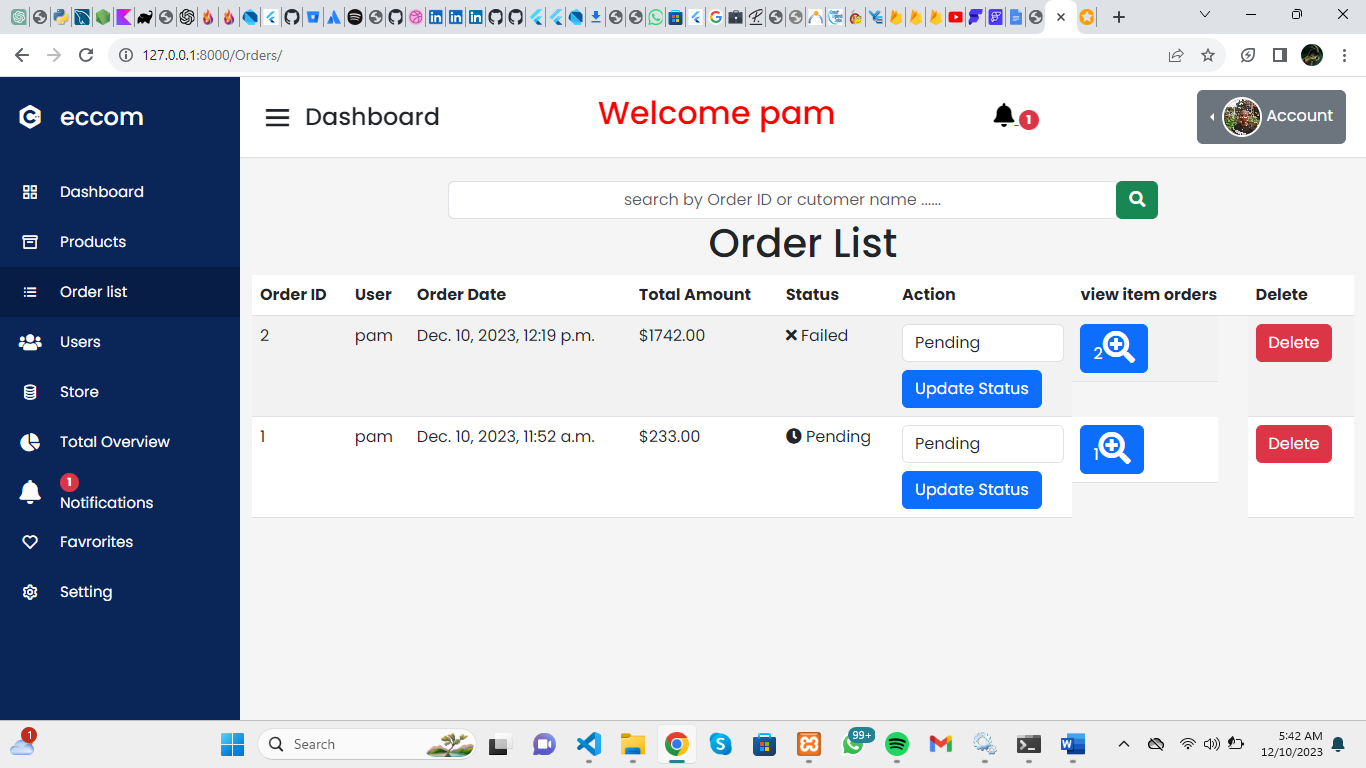 127.0.0.1:8000/Orders/
eccom
Dashboard
Welcome pam
1
Account
Dashboard
Products
Order list
Users
Store
Total Overview
1
Notifications
Favrorites
Setting
search by Order ID or cutomer name ......
Order List
Order ID User Order Date Total Amount Status Action view item orders Delete
2 pam Dec. 10, 2023, 12:19 p.m. $1742.00 Failed Pending 2 Delete
Update Status
1 pam Dec. 10, 2023, 11:52 a.m. $233.00 Pending Pending 1 Delete
Update Status
1
Search
99+
5:42 AM
12/10/2023